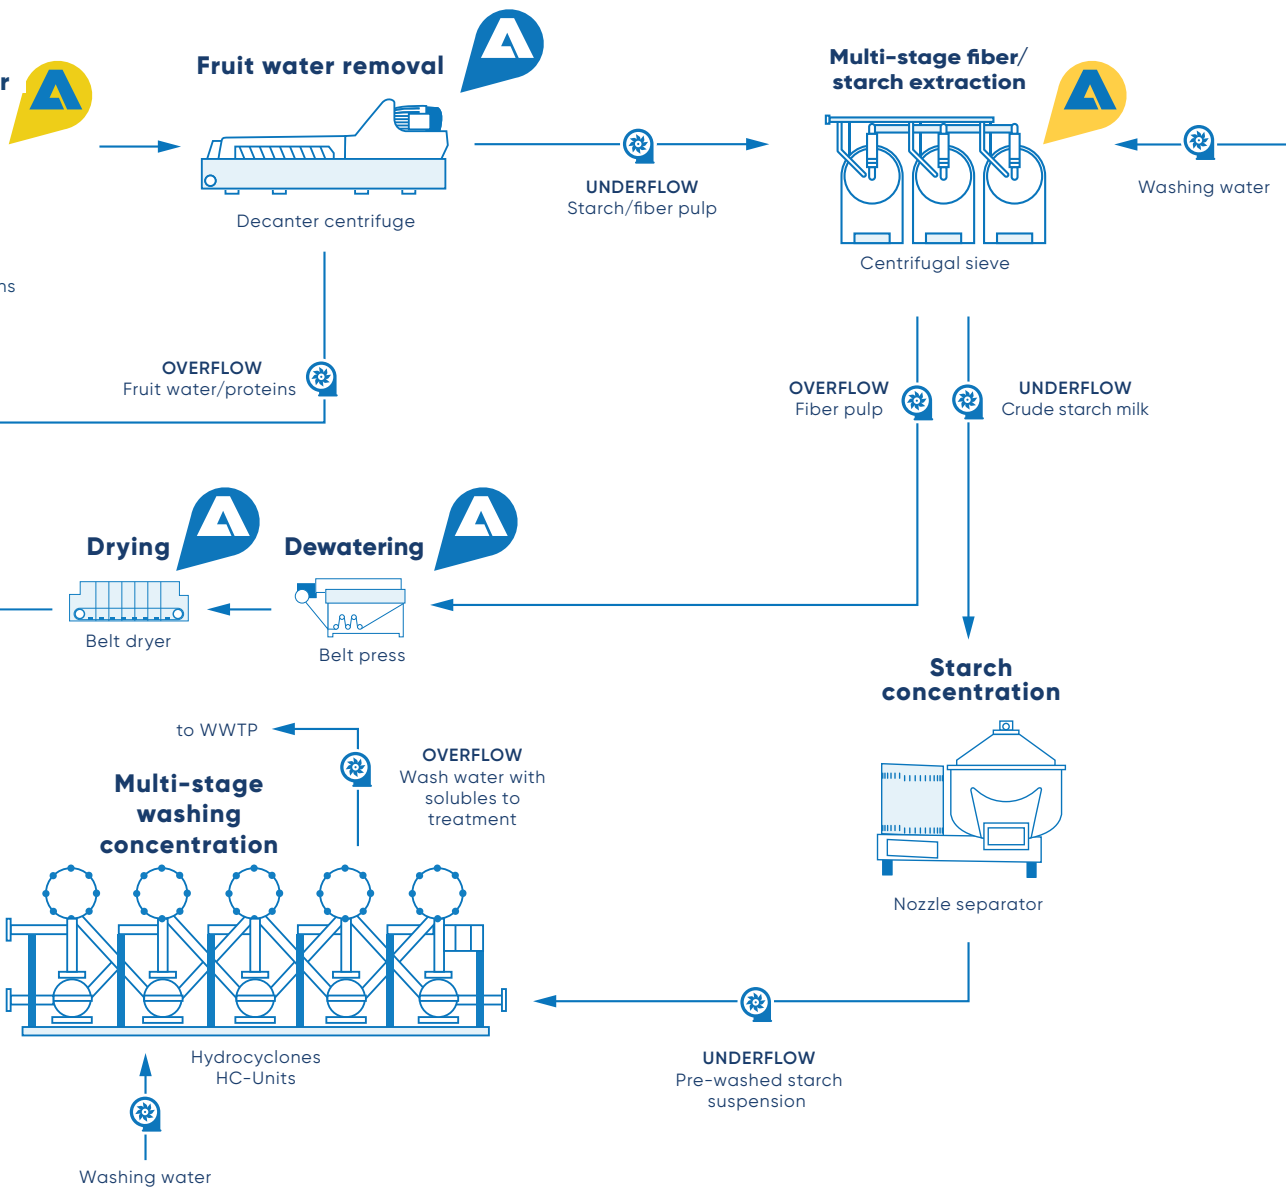 r
Fruit water removal
Multi-stage fiber/
starch extraction
Decanter centrifuge
UNDERFLOW
Starch/fiber pulp
Washing water
Centrifugal sieve
ns
OVERFLOW
Fruit water/proteins
OVERFLOW
Fiber pulp
UNDERFLOW
Crude starch milk
Drying
Dewatering
Belt dryer
Belt press
Starch
concentration
to WWTP
OVERFLOW
Wash water with
solubles to
treatment
Multi-stage
washing
concentration
Nozzle separator
Hydrocyclones
HC-Units
UNDERFLOW
Pre-washed starch
suspension
Washing water